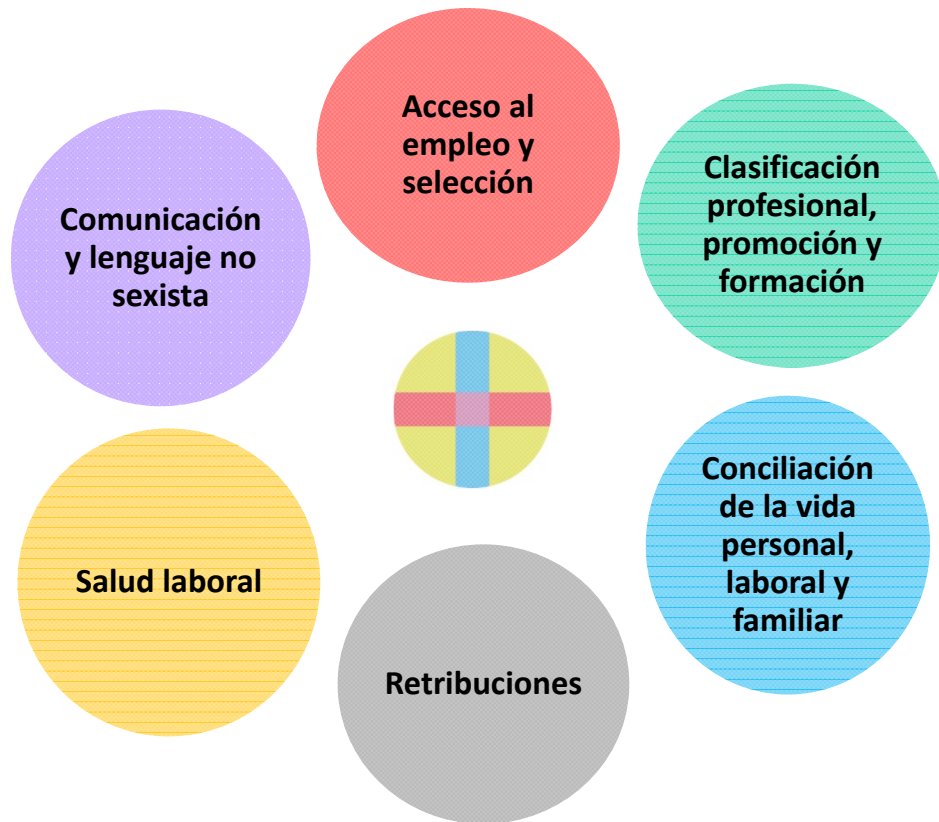 Acceso al
empleo y
selección
Clasificación
profesional,
promoción y
formación
Conciliación
de la vida
personal,
laboral y
familiar
Retribuciones
Salud laboral
Comunicación
y lenguaje no
sexista